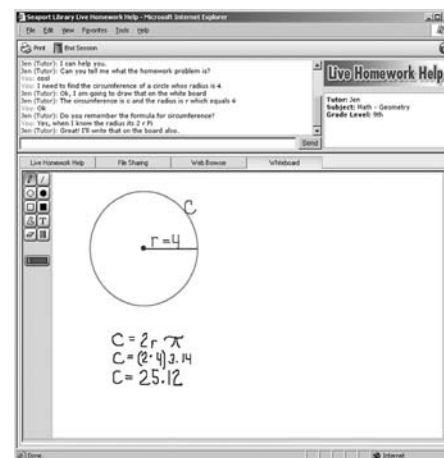 Seaport Library Live Homework Help - Microsoft Internet Explorer
File Edit View Favorites Tools Help
Print End Session
Jen (Tutor): I can help you.
Jen (Tutor): Can you tell me what the homework problem is?
You: cool
You: I need to find the circumference of a circle whos radius is 4
Jen (Tutor): Ok, I am going to draw that on the white board
Jen (Tutor): The circumference is c and the radius is r which equals 4
You: Ok
Jen (Tutor): Do you remember the formula for circumference?
You: Yes, when I know the radius its 2 r Pi
Jen (Tutor): Great! I'll write that on the board also.
Send
Live Homework Help
Tutor: Jen
Subject: Math - Geometry
Grade Level: 9th
Live Homework Help File Sharing Web Browser Whiteboard
T
C
r = 4
C = 2 r π
C = (2·4) 3.14
C = 25.12
Done.
Internet